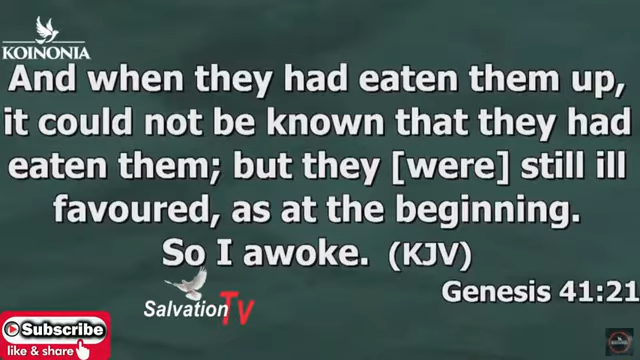 KOINONIA
And when they had eaten them up,
it could not be known that they had
eaten them; but they [were] still ill
favoured, as at the beginning.
So I awoke. (KJV)
Genesis 41:21
Salvation Tv
Subscribe
like & share